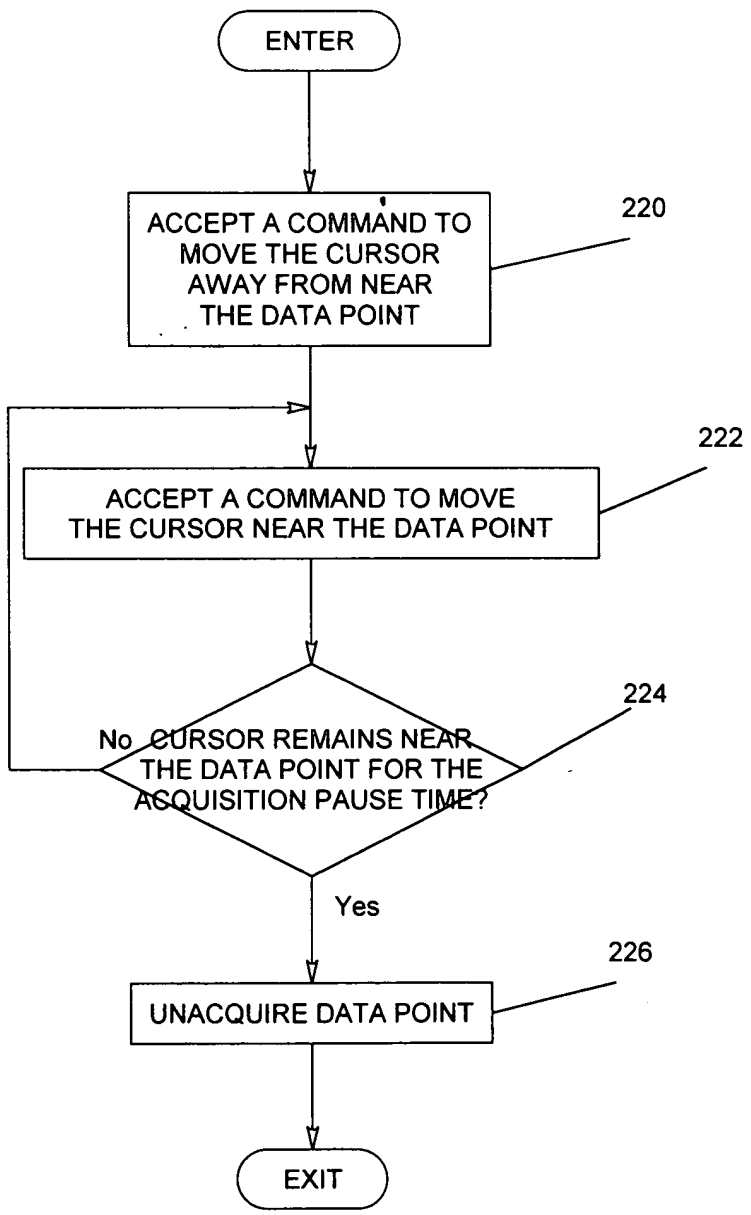 ENTER
ACCEPT A COMMAND TO
MOVE THE CURSOR
AWAY FROM NEAR
THE DATA POINT
220
ACCEPT A COMMAND TO MOVE
THE CURSOR NEAR THE DATA POINT
222
No CURSOR REMAINS NEAR
THE DATA POINT FOR THE
ACQUISITION PAUSE TIME?
224
Yes
UNACQUIRE DATA POINT
226
EXIT